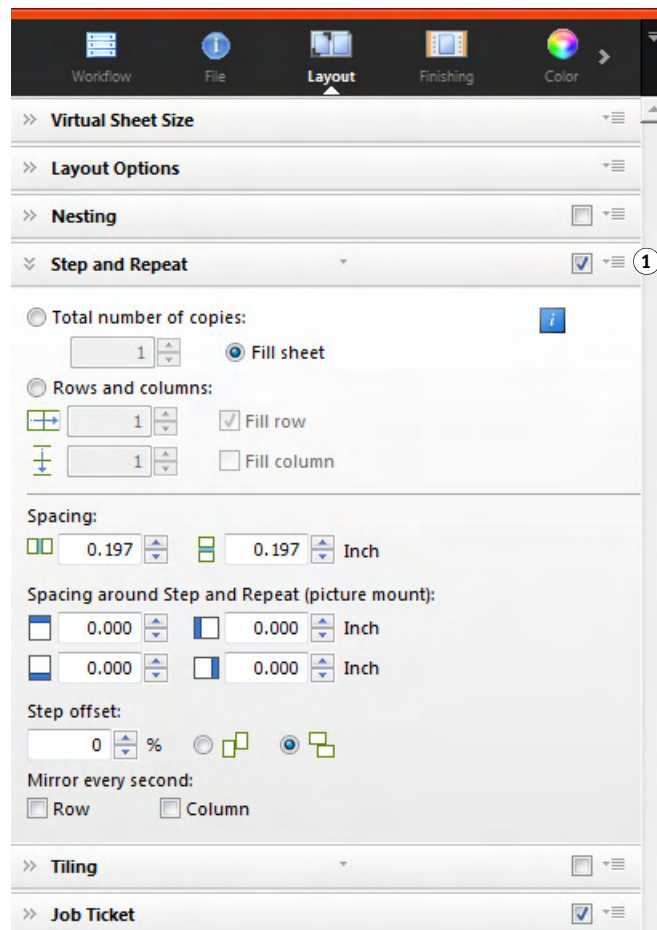 Workflow File Layout Finishing Color
Virtual Sheet Size
Layout Options
Nesting
Step and Repeat 1
Total number of copies: i
1 Fill sheet
Rows and columns:
1 Fill row
1 Fill column
Spacing:
0.197 0.197 Inch
Spacing around Step and Repeat (picture mount):
0.000 0.000 Inch
0.000 0.000 Inch
Step offset:
0 %
Mirror every second:
Row Column
Tiling
Job Ticket